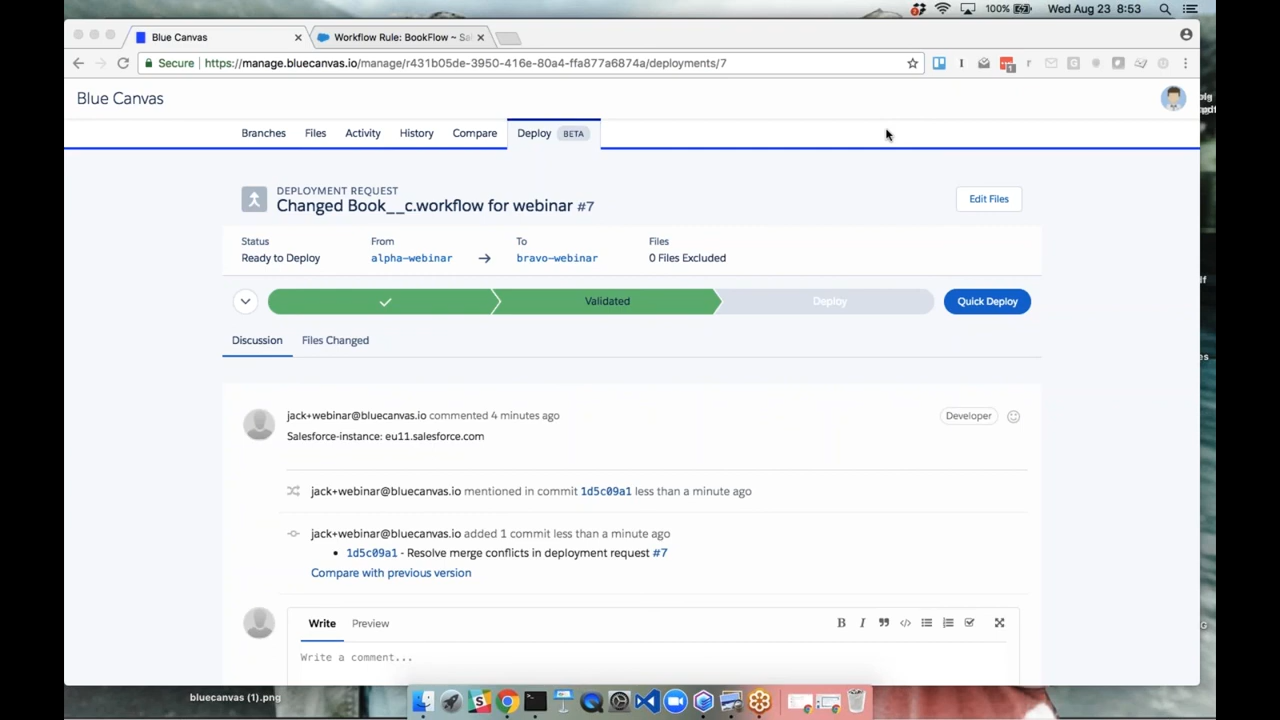 100% Wed Aug 23 8:53
Blue Canvas
Workflow Rule: BookFlow ~ Sal
Secure https://manage.bluecanvas.io/manage/r431b05de-3950-416e-80a4-ffa877a6874a/deployments/7
Blue Canvas
Branches Files Activity History Compare Deploy BETA
DEPLOYMENT REQUEST
Changed Book__c.workflow for webinar #7
Edit Files
Status From To Files
Ready to Deploy alpha-webinar → bravo-webinar 0 Files Excluded
Validated Deploy Quick Deploy
Discussion Files Changed
jack+webinar@bluecanvas.io commented 4 minutes ago Developer
Salesforce-instance: eu11.salesforce.com
jack+webinar@bluecanvas.io mentioned in commit 1d5c09a1 less than a minute ago
jack+webinar@bluecanvas.io added 1 commit less than a minute ago
• 1d5c09a1 - Resolve merge conflicts in deployment request #7
Compare with previous version
Write Preview
Write a comment...
bluecanvas (1).png